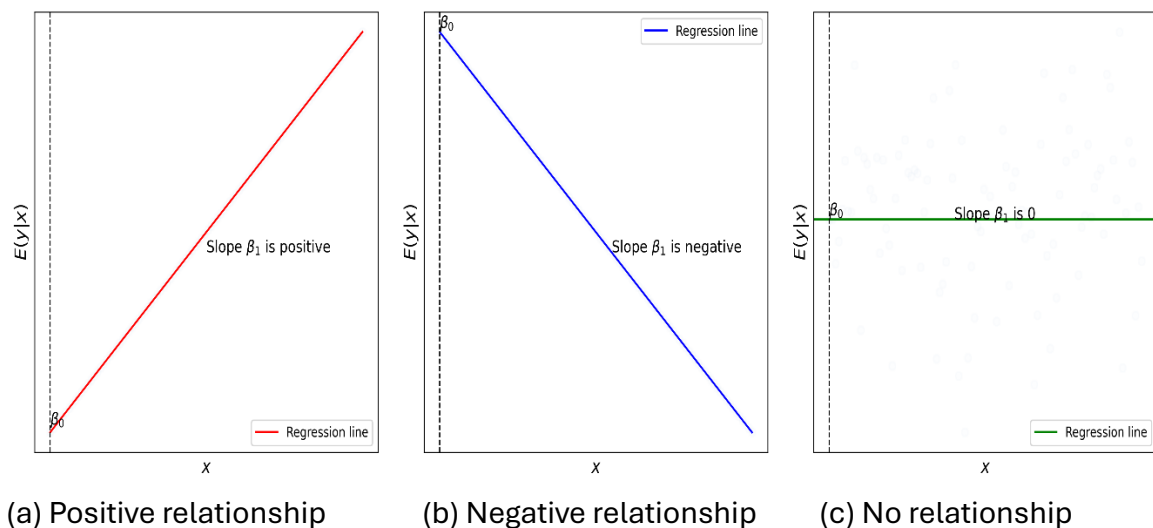 β₀
Slope β₁ is positive
Regression line
E(y|x)
X
(a) Positive relationship
β₀
Regression line
Slope β₁ is negative
E(y|x)
X
(b) Negative relationship
β₀
Slope β₁ is 0
Regression line
E(y|x)
X
(c) No relationship